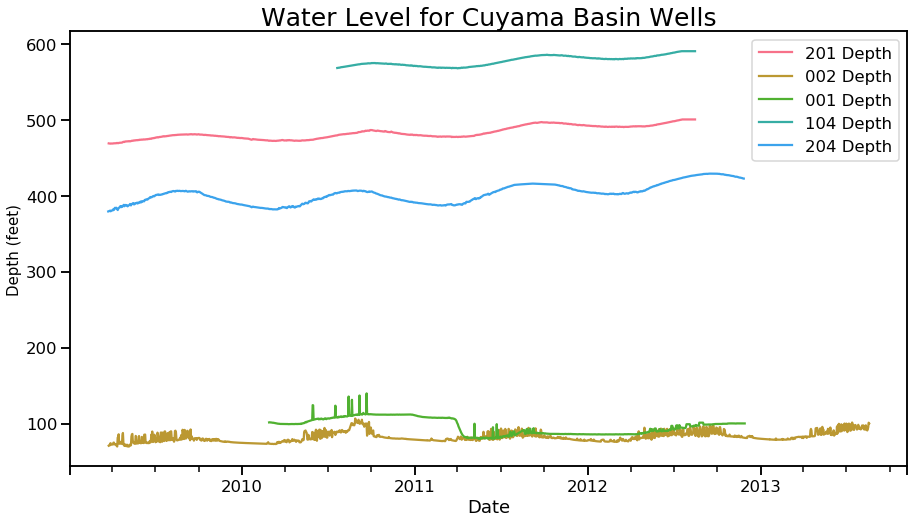 Water Level for Cuyama Basin Wells
600
500
400
300
200
100
Depth (feet)
201 Depth
002 Depth
001 Depth
104 Depth
204 Depth
2010
2011
2012
2013
Date